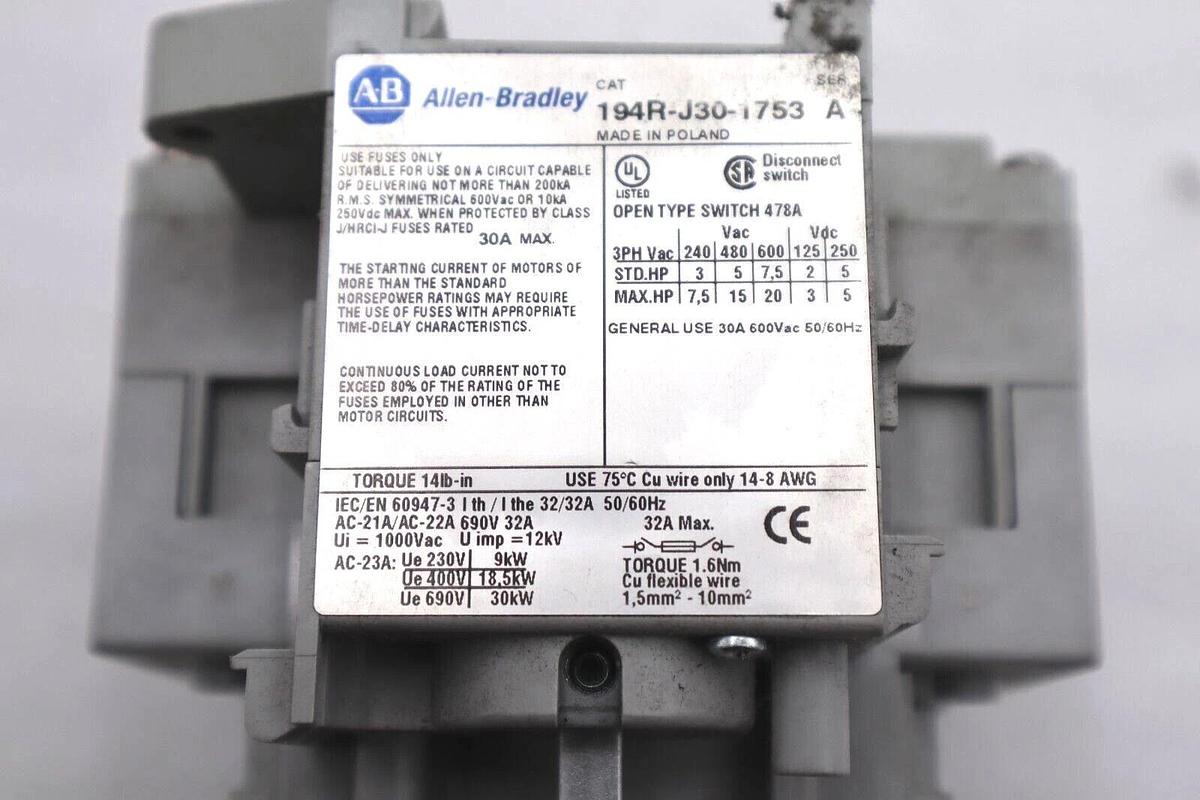 AB Allen-Bradley
CAT SER
194R-J30-1753 A
MADE IN POLAND
USE FUSES ONLY
SUITABLE FOR USE ON A CIRCUIT CAPABLE
OF DELIVERING NOT MORE THAN 200kA
R.M.S. SYMMETRICAL 600Vac OR 10kA
250Vdc MAX. WHEN PROTECTED BY CLASS
J/HRCI-J FUSES RATED
30A MAX.
THE STARTING CURRENT OF MOTORS OF
MORE THAN THE STANDARD
HORSEPOWER RATINGS MAY REQUIRE
THE USE OF FUSES WITH APPROPRIATE
TIME-DELAY CHARACTERISTICS.
CONTINUOUS LOAD CURRENT NOT TO
EXCEED 80% OF THE RATING OF THE
FUSES EMPLOYED IN OTHER THAN
MOTOR CIRCUITS.
UL
LISTED
SA Disconnect
switch
OPEN TYPE SWITCH 478A
Vac Vdc
3PH Vac 240 480 600 125 250
STD.HP 3 5 7,5 2 5
MAX.HP 7,5 15 20 3 5
GENERAL USE 30A 600Vac 50/60Hz
TORQUE 14lb-in USE 75°C Cu wire only 14-8 AWG
IEC/EN 60947-3 I th / I the 32/32A 50/60Hz
AC-21A/AC-22A 690V 32A
Ui = 1000Vac U imp =12kV
AC-23A: Ue 230V 9kW
Ue 400V 18,5kW
Ue 690V 30kW
32A Max.
TORQUE 1.6Nm
Cu flexible wire
1,5mm² - 10mm²
CE